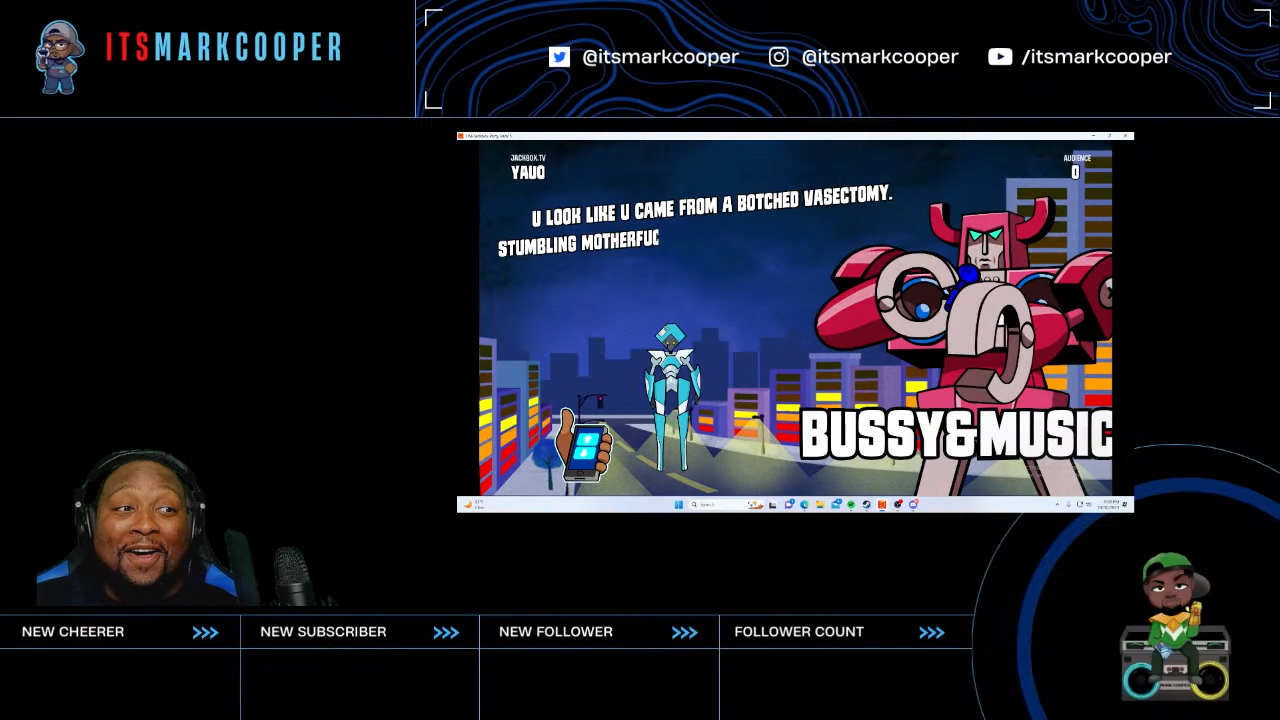 ITSMARKCOOPER
@itsmarkcooper
@itsmarkcooper
/itsmarkcooper
JACKBOX.TV
YAUO
AUDIENCE
0
U LOOK LIKE U CAME FROM A BOTCHED VASECTOMY.
STUMBLING MOTHERFUC
BUSSY&MUSIC
Search
NEW CHEERER >>>
NEW SUBSCRIBER >>>
NEW FOLLOWER >>>
FOLLOWER COUNT >>>